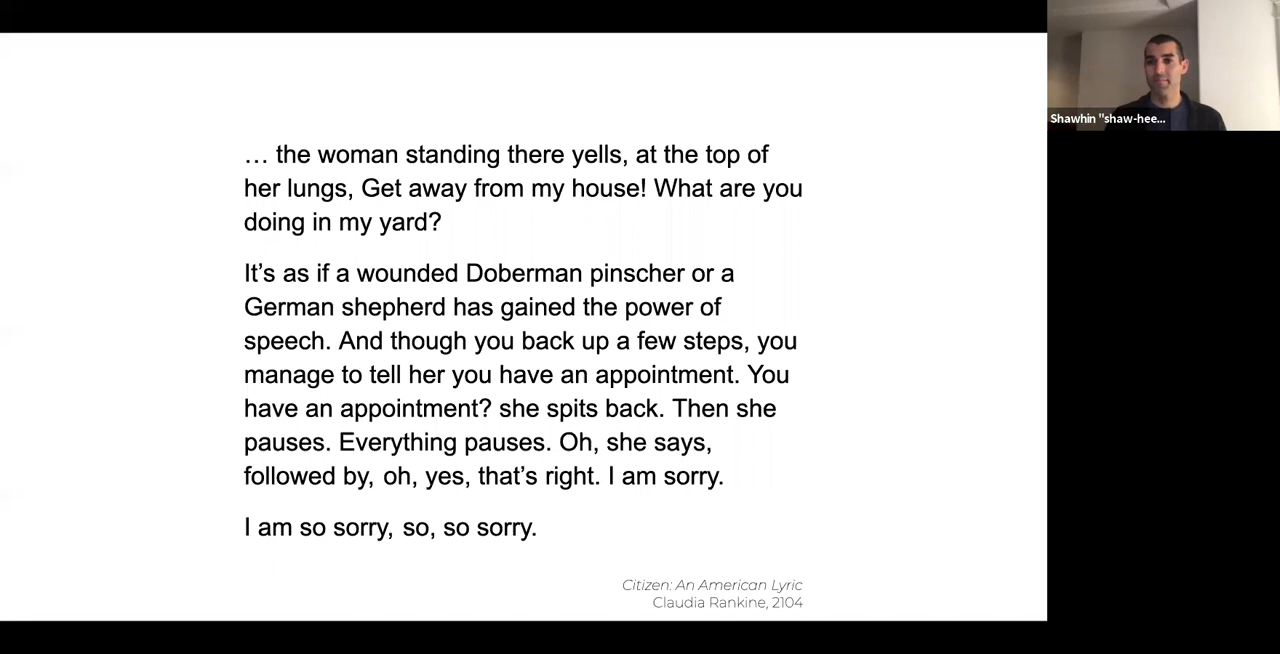 … the woman standing there yells, at the top of
her lungs, Get away from my house! What are you
doing in my yard?
It’s as if a wounded Doberman pinscher or a
German shepherd has gained the power of
speech. And though you back up a few steps, you
manage to tell her you have an appointment. You
have an appointment? she spits back. Then she
pauses. Everything pauses. Oh, she says,
followed by, oh, yes, that’s right. I am sorry.
I am so sorry, so, so sorry.
Citizen: An American Lyric
Claudia Rankine, 2104
Shawhin "shaw-hee...